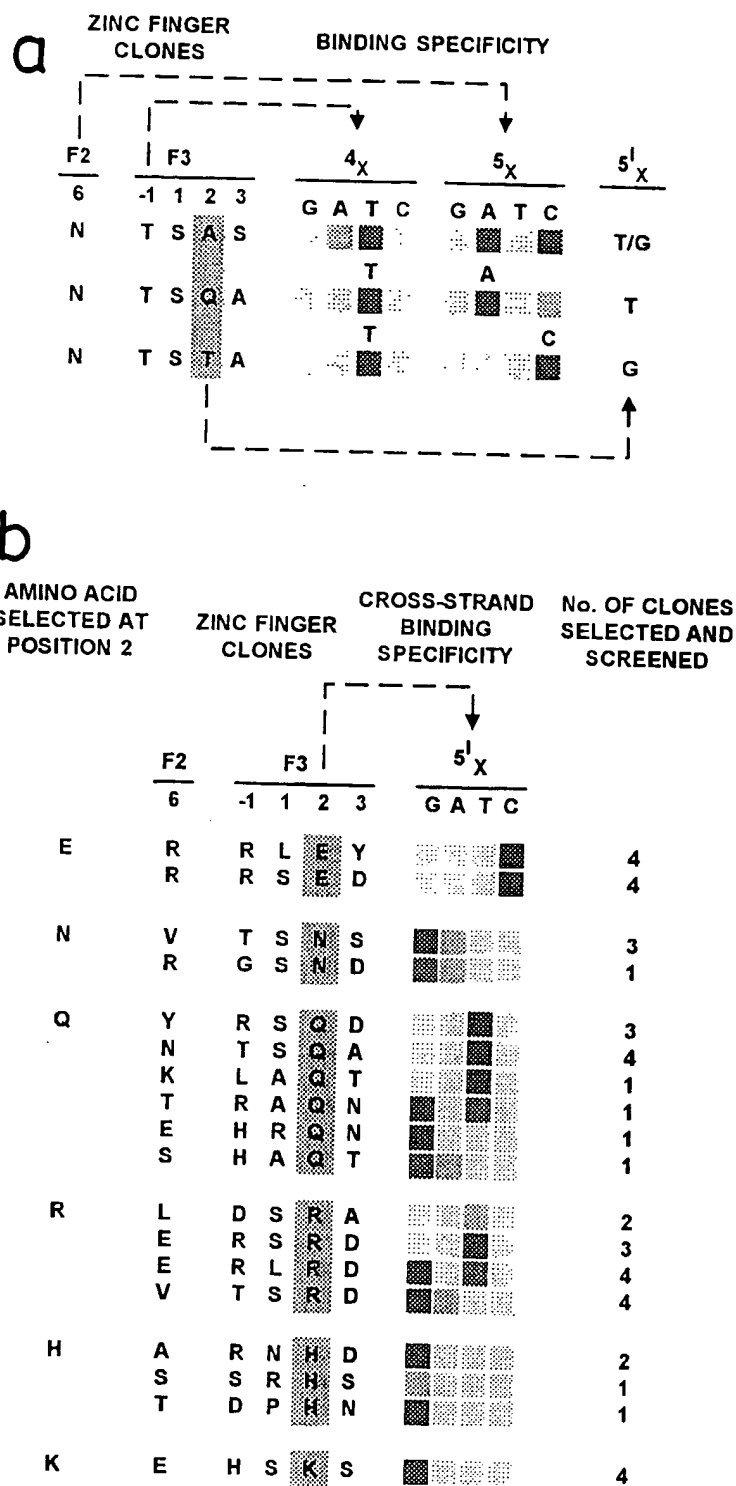 a
ZINC FINGER CLONES
BINDING SPECIFICITY
F2 F3 4X 5X 5'X
6 -1 1 2 3 G A T C G A T C
N T S A S T/G
T A
N T S Q A T
T C
N T S T A G
b
AMINO ACID SELECTED AT POSITION 2
ZINC FINGER CLONES
CROSS-STRAND BINDING SPECIFICITY
No. OF CLONES SELECTED AND SCREENED
F2 F3 5'X
6 -1 1 2 3 G A T C
E R R L E Y 4
R R S E D 4
N V T S N S 3
R G S N D 1
Q Y R S Q D 3
N T S Q A 4
K L A Q T 1
T R A Q N 1
E H R Q N 1
S H A Q T 1
R L D S R A 2
E R S R D 3
E R L R D 4
V T S R D 4
H A R N H D 2
S S R H S 1
T D P H N 1
K E H S K S 4